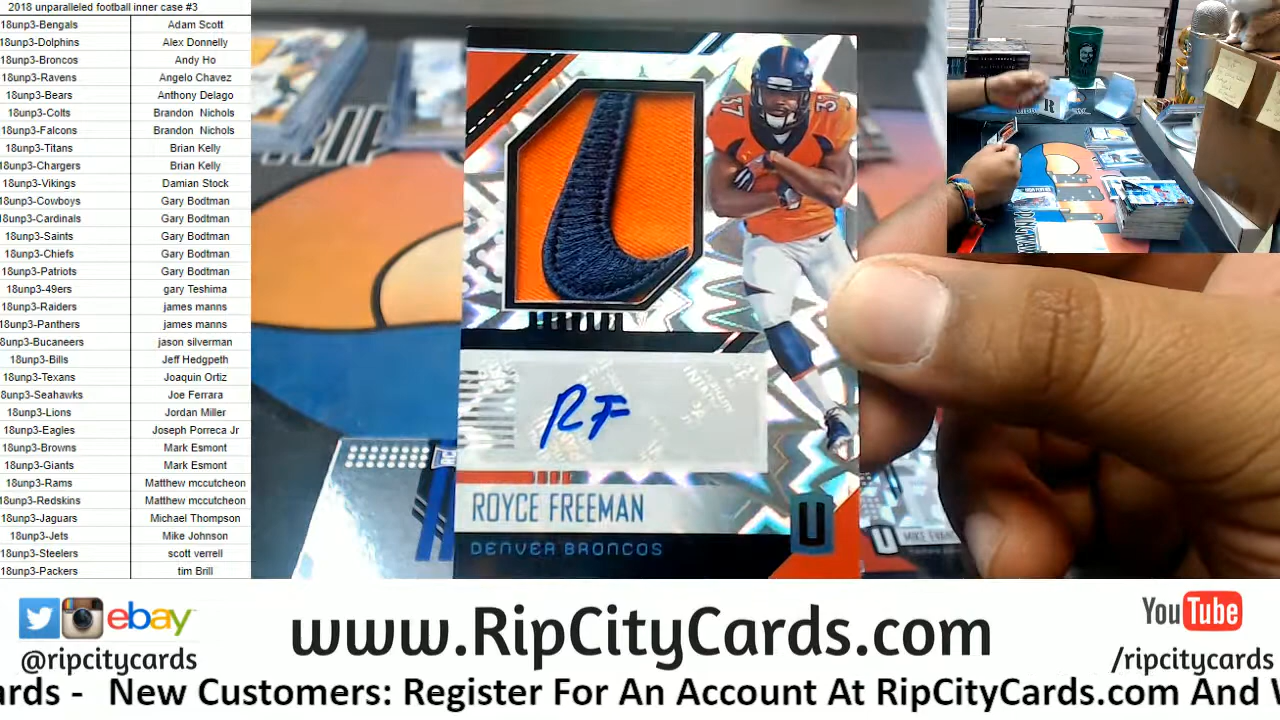 2018 unparalleled football inner case #3
18unp3-Bengals Adam Scott
18unp3-Dolphins Alex Donnelly
18unp3-Broncos Andy Ho
18unp3-Ravens Angelo Chavez
18unp3-Bears Anthony Delago
18unp3-Colts Brandon Nichols
18unp3-Falcons Brandon Nichols
18unp3-Titans Brian Kelly
18unp3-Chargers Brian Kelly
18unp3-Vikings Damian Stock
18unp3-Cowboys Gary Bodtman
18unp3-Cardinals Gary Bodtman
18unp3-Saints Gary Bodtman
18unp3-Chiefs Gary Bodtman
18unp3-Patriots Gary Bodtman
18unp3-49ers gary Teshima
18unp3-Raiders james manns
18unp3-Panthers james manns
18unp3-Bucaneers jason silverman
18unp3-Bills Jeff Hedgpeth
18unp3-Texans Joaquin Ortiz
18unp3-Seahawks Joe Ferrara
18unp3-Lions Jordan Miller
18unp3-Eagles Joseph Porreca Jr
18unp3-Browns Mark Esmont
18unp3-Giants Mark Esmont
18unp3-Rams Matthew mccutcheon
18unp3-Redskins Matthew mccutcheon
18unp3-Jaguars Michael Thompson
18unp3-Jets Mike Johnson
18unp3-Steelers scott verrell
18unp3-Packers tim Brill
37 37
RF
ROYCE FREEMAN
U
DENVER BRONCOS
U MIKE EVANS
ebay
@ripcitycards
www.RipCityCards.com
YouTube
/ripcitycards
ards - New Customers: Register For An Account At RipCityCards.com And